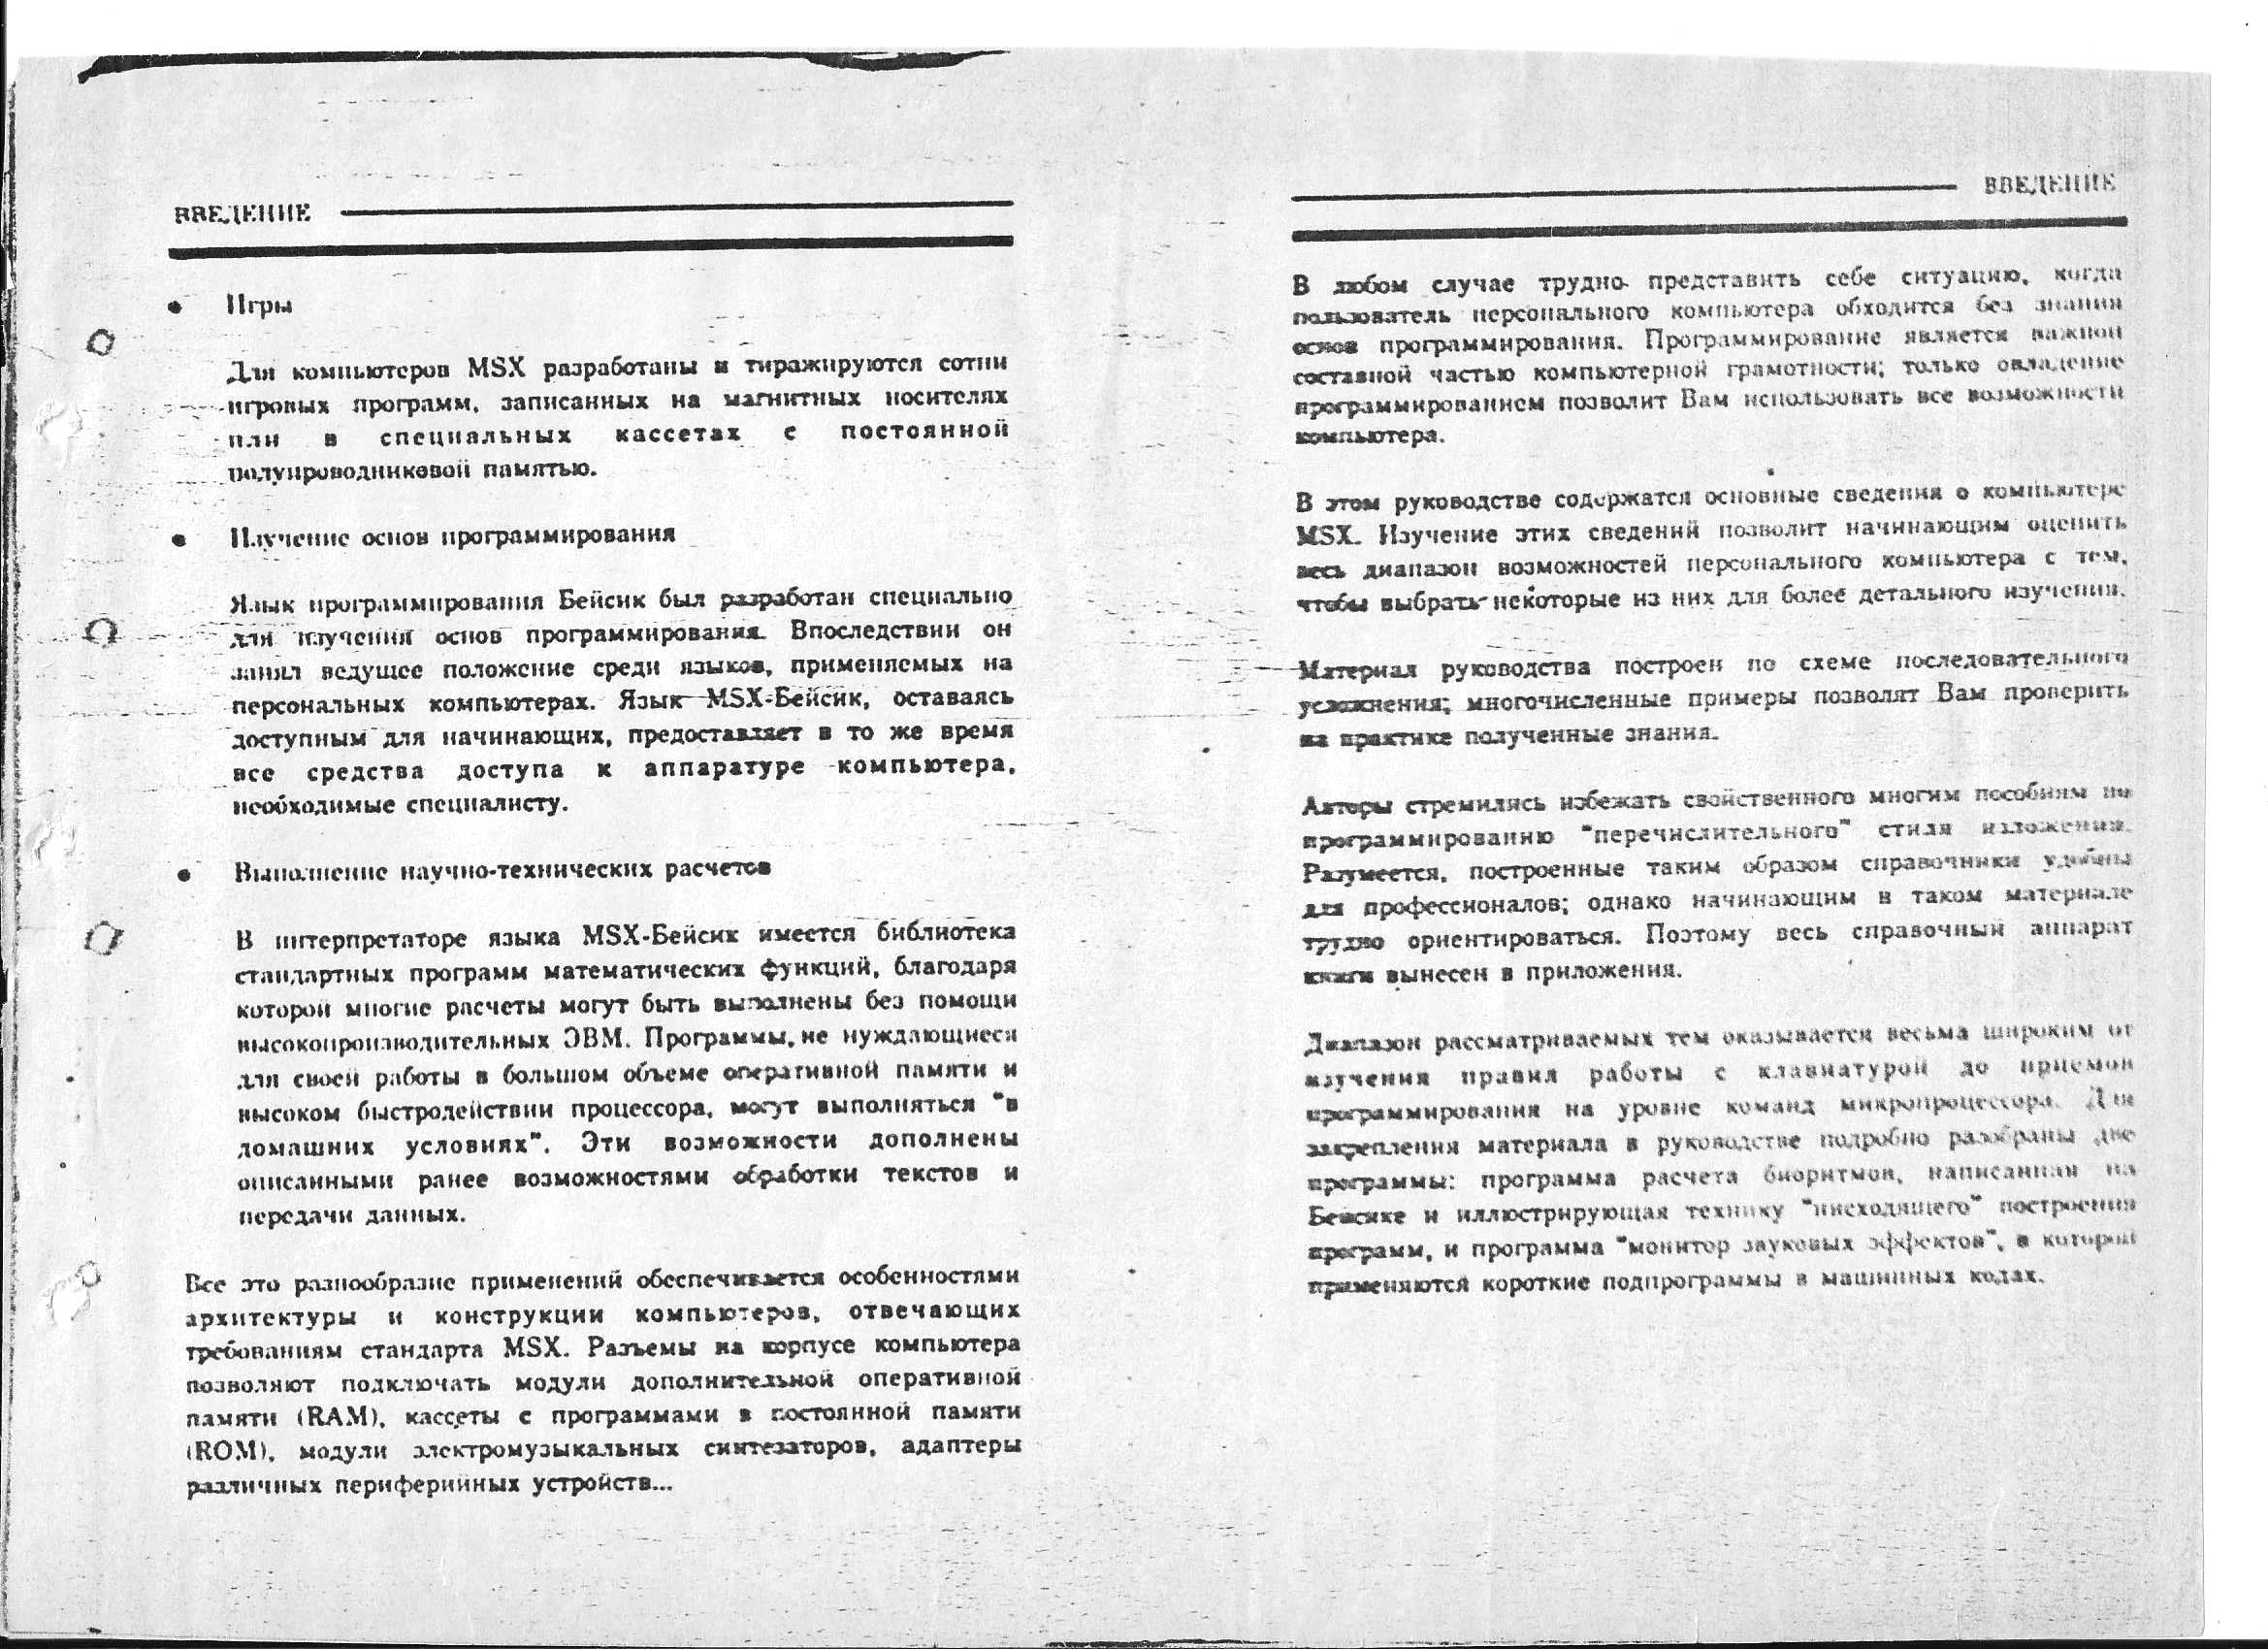 ВВЕДЕНИЕ
• Игры
Для компьютеров MSX разработаны и тиражируются сотни
игровых программ, записанных на магнитных носителях
или в специальных кассетах с постоянной
полупроводниковой памятью.
• Изучение основ программирования
Язык программирования Бейсик был разработан специально
для изучения основ программирования. Впоследствии он
занял ведущее положение среди языков, применяемых на
персональных компьютерах. Язык MSX-Бейсик, оставаясь
доступным для начинающих, предоставляет в то же время
все средства доступа к аппаратуре компьютера,
необходимые специалисту.
• Выполнение научно-технических расчетов
В интерпретаторе языка MSX-Бейсик имеется библиотека
стандартных программ математических функций, благодаря
которой многие расчеты могут быть выполнены без помощи
высокопроизводительных ЭВМ. Программы, не нуждающиеся
для своей работы в большом объеме оперативной памяти и
высоком быстродействии процессора, могут выполняться "в
домашних условиях". Эти возможности дополнены
описанными ранее возможностями обработки текстов и
передачи данных.
Все это разнообразие применений обеспечивается особенностями
архитектуры и конструкции компьютеров, отвечающих
требованиям стандарта MSX. Разъемы на корпусе компьютера
позволяют подключать модули дополнительной оперативной
памяти (RAM), кассеты с программами в постоянной памяти
(ROM), модули электромузыкальных синтезаторов, адаптеры
различных периферийных устройств...
ВВЕДЕНИЕ
В любом случае трудно представить себе ситуацию, когда
пользователь персонального компьютера обходится без знания
основ программирования. Программирование является важной
составной частью компьютерной грамотности; только овладение
программированием позволит Вам использовать все возможности
компьютера.
В этом руководстве содержатся основные сведения о компьютере
MSX. Изучение этих сведений позволит начинающим оценить
весь диапазон возможностей персонального компьютера с тем,
чтобы выбрать некоторые из них для более детального изучения.
Материал руководства построен по схеме последовательного
усложнения; многочисленные примеры позволят Вам проверить
на практике полученные знания.
Авторы стремились избежать свойственного многим пособиям по
программированию "перечислительного" стиля изложения.
Разумеется, построенные таким образом справочники удобны
для профессионалов; однако начинающим в таком материале
трудно ориентироваться. Поэтому весь справочный аппарат
книги вынесен в приложения.
Диапазон рассматриваемых тем оказывается весьма широким от
изучения правил работы с клавиатурой до приемов
программирования на уровне команд микропроцессора. Для
закрепления материала в руководстве подробно разобраны две
программы: программа расчета биоритмов, написанная на
Бейсике и иллюстрирующая технику "нисходящего" построения
программ, и программа "монитор звуковых эффектов", в которой
применяются короткие подпрограммы в машинных кодах.